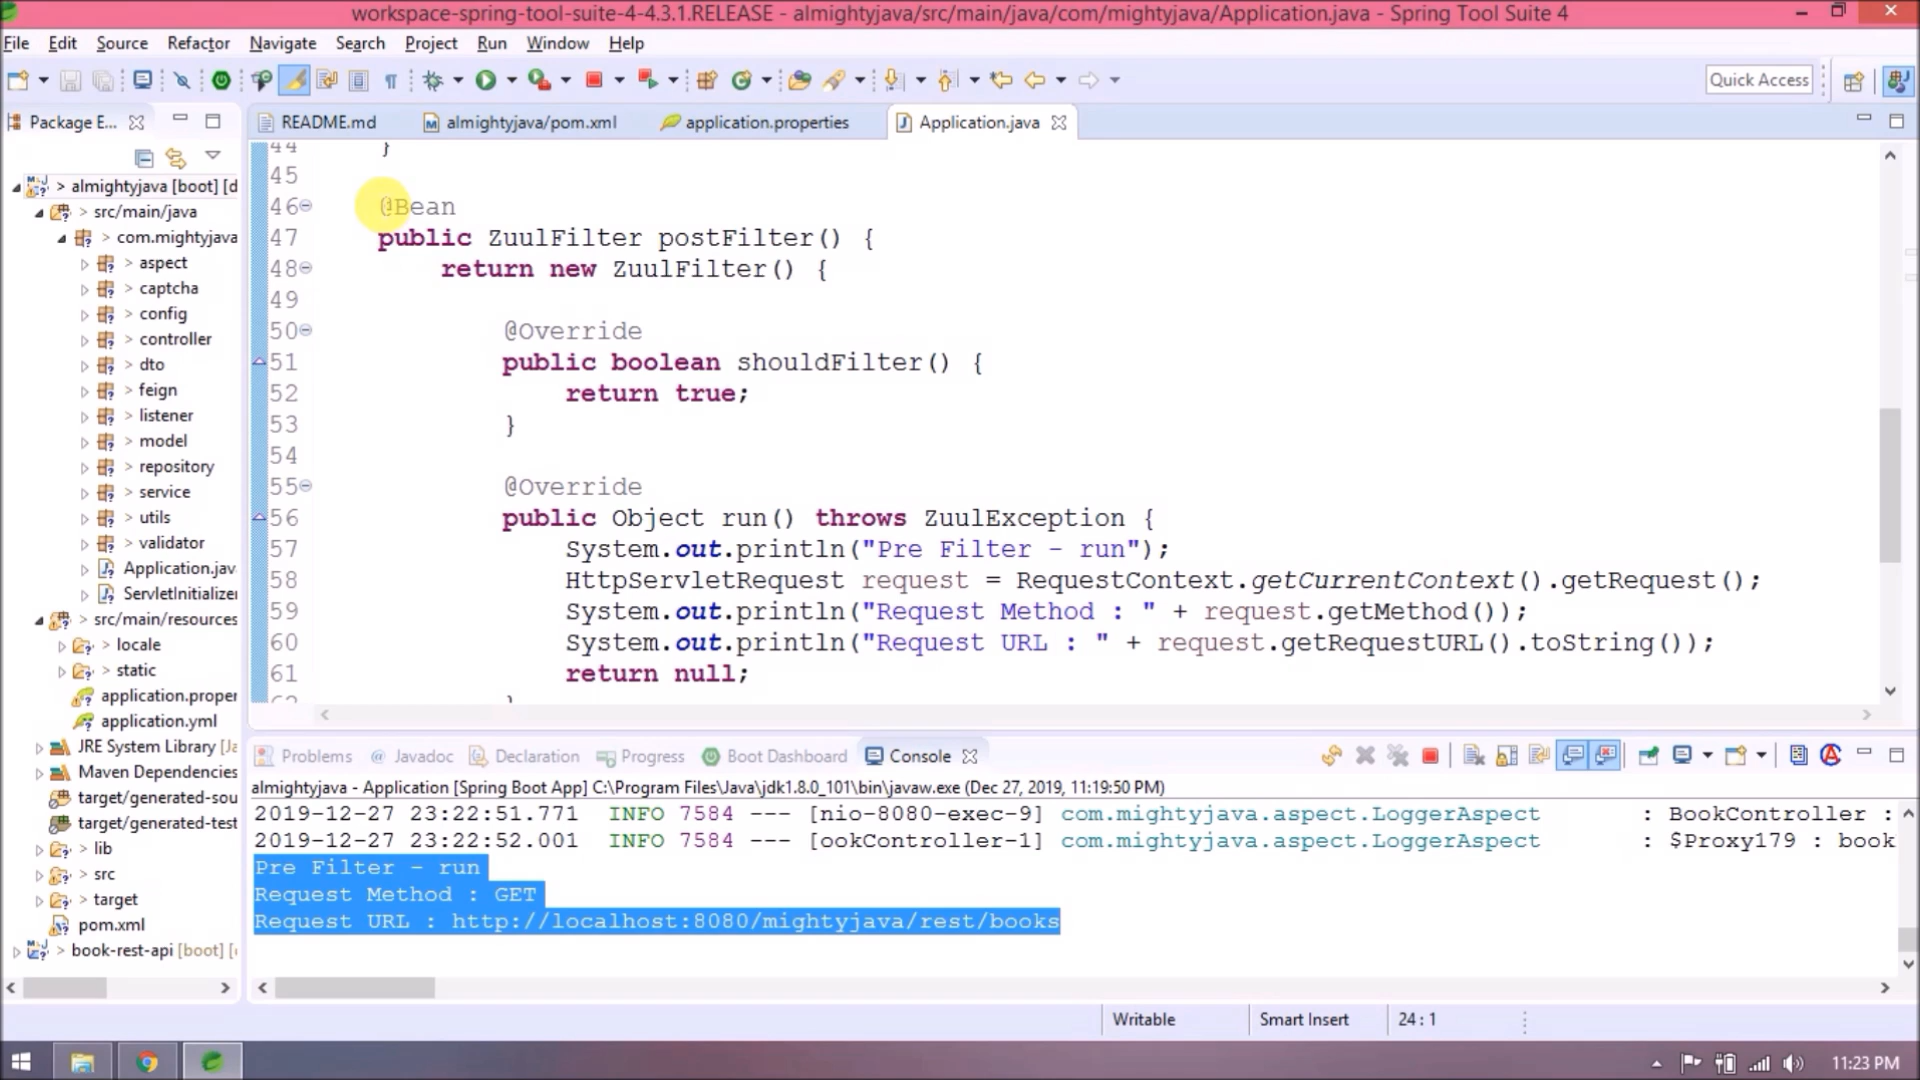 workspace-spring-tool-suite-4-4.3.1.RELEASE - almightyjava/src/main/java/com/mightyjava/Application.java - Spring Tool Suite 4
File Edit Source Refactor Navigate Search Project Run Window Help
Quick Access
Package E...
README.md
almightyjava/pom.xml
application.properties
Application.java
> almightyjava [boot] [d
> src/main/java
> com.mightyjava
> aspect
> captcha
> config
> controller
> dto
> feign
> listener
> model
> repository
> service
> utils
> validator
> Application.jav
> ServletInitialize
> src/main/resources
> locale
> static
application.proper
application.yml
JRE System Library [Ja
Maven Dependencies
target/generated-sou
target/generated-test
> lib
> src
> target
pom.xml
> book-rest-api [boot] [
44 }
45
46 @Bean
47 public ZuulFilter postFilter() {
48 return new ZuulFilter() {
49
50 @Override
51 public boolean shouldFilter() {
52 return true;
53 }
54
55 @Override
56 public Object run() throws ZuulException {
57 System.out.println("Pre Filter - run");
58 HttpServletRequest request = RequestContext.getCurrentContext().getRequest();
59 System.out.println("Request Method : " + request.getMethod());
60 System.out.println("Request URL : " + request.getRequestURL().toString());
61 return null;
62 }
Problems @ Javadoc Declaration Progress Boot Dashboard Console
almightyjava - Application [Spring Boot App] C:\Program Files\Java\jdk1.8.0_101\bin\javaw.exe (Dec 27, 2019, 11:19:50 PM)
2019-12-27 23:22:51.771 INFO 7584 --- [nio-8080-exec-9] com.mightyjava.aspect.LoggerAspect : BookController :
2019-12-27 23:22:52.001 INFO 7584 --- [ookController-1] com.mightyjava.aspect.LoggerAspect : $Proxy179 : book
Pre Filter - run
Request Method : GET
Request URL : http://localhost:8080/mightyjava/rest/books
Writable
Smart Insert
24 : 1
11:23 PM